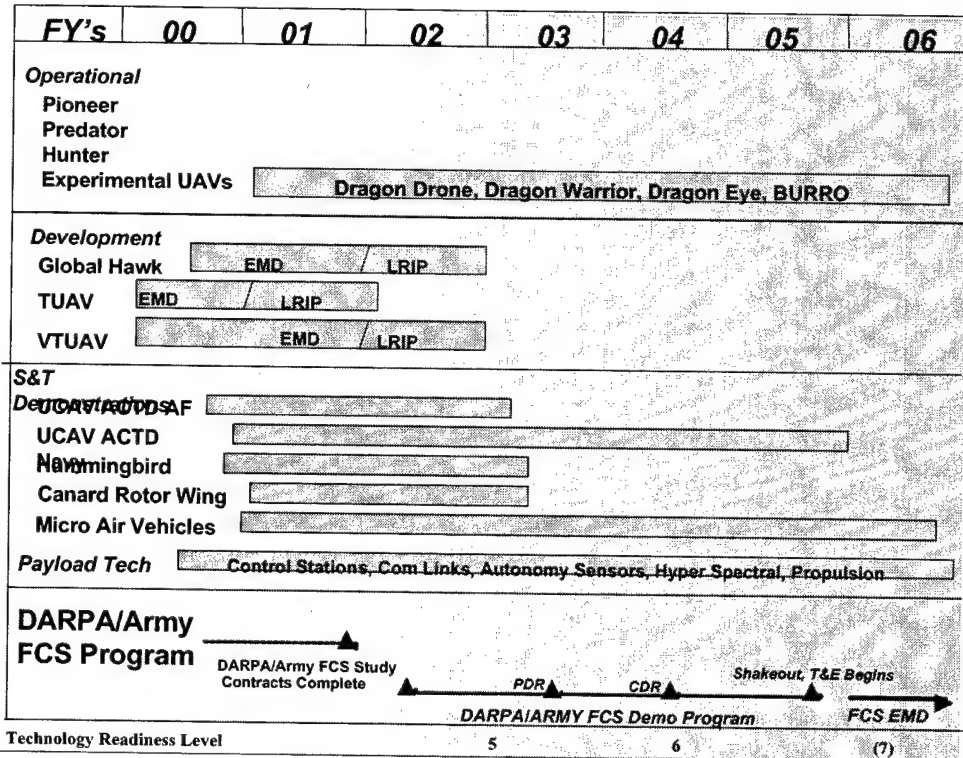 FY's 00 01 02 03 04 05 06
Operational
Pioneer
Predator
Hunter
Experimental UAVs Dragon Drone, Dragon Warrior, Dragon Eye, BURRO
Development
Global Hawk EMD LRIP
TUAV EMD LRIP
VTUAV EMD LRIP
S&T
Demonstrations
UCAV ACTD AF
UCAV ACTD
Navy
Hummingbird
Canard Rotor Wing
Micro Air Vehicles
Payload Tech Control Stations, Com Links, Autonomy Sensors, Hyper Spectral, Propulsion
DARPA/Army
FCS Program
DARPA/Army FCS Study
Contracts Complete
PDR CDR Shakeout, T&E Begins
DARPA/ARMY FCS Demo Program FCS EMD
Technology Readiness Level 5 6 (7)